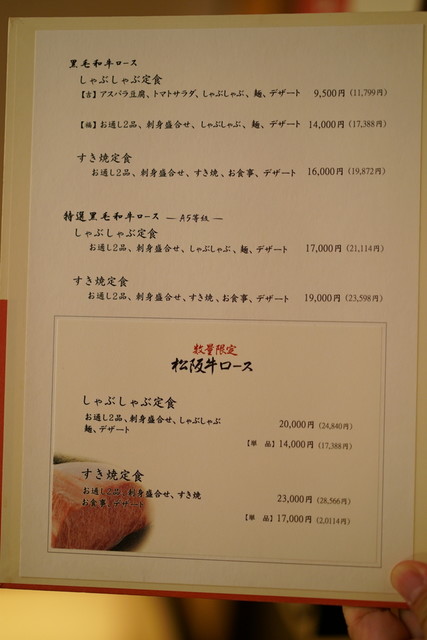 黒毛和牛ロース
しゃぶしゃぶ定食
【吉】アスパラ豆腐、トマトサラダ、しゃぶしゃぶ、麺、デザート 9,500円(11,799円)
【福】お通し2品、刺身盛合せ、しゃぶしゃぶ、麺、デザート 14,000円(17,388円)
すき焼定食
お通し2品、刺身盛合せ、すき焼、お食事、デザート 16,000円(19,872円)
特選黒毛和牛ロース ―A5等級―
しゃぶしゃぶ定食
お通し2品、刺身盛合せ、しゃぶしゃぶ、麺、デザート 17,000円(21,114円)
すき焼定食
お通し2品、刺身盛合せ、すき焼、お食事、デザート 19,000円(23,598円)
数量限定
松阪牛ロース
しゃぶしゃぶ定食
お通し2品、刺身盛合せ、しゃぶしゃぶ
麺、デザート
20,000円(24,840円)
【単 品】14,000円(17,388円)
すき焼定食
お通し2品、刺身盛合せ、すき焼
お食事、デザート
23,000円(28,566円)
【単 品】17,000円(2,0114円)